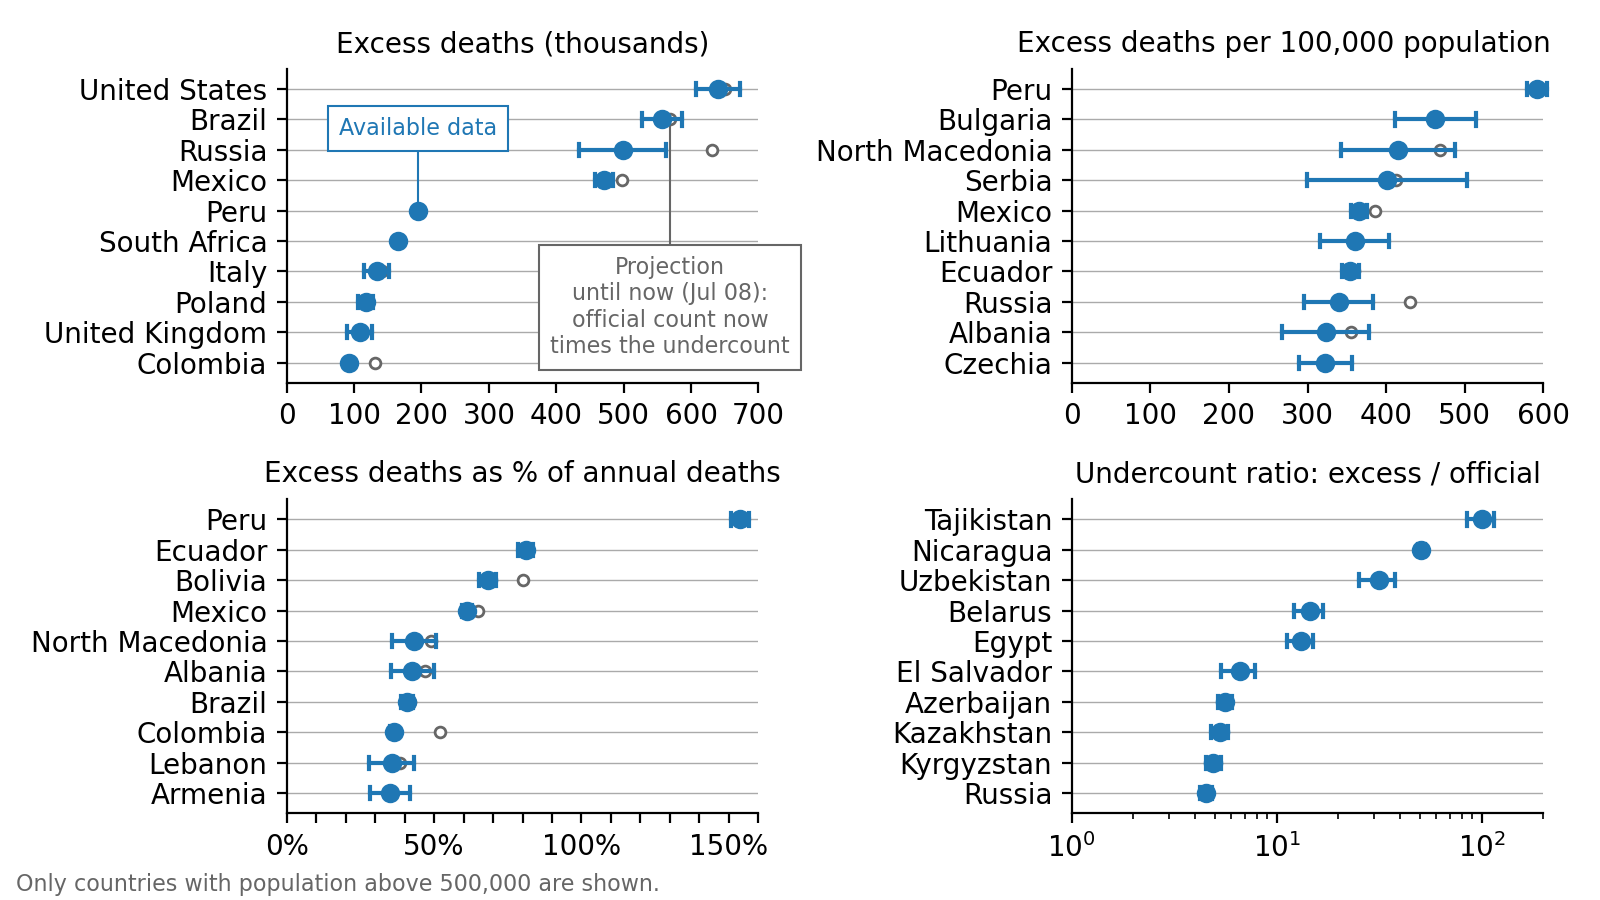 Excess deaths (thousands)
United States
Brazil
Russia
Mexico
Peru
South Africa
Italy
Poland
United Kingdom
Colombia
Available data
Projection
until now (Jul 08):
official count now
times the undercount
0 100 200 300 400 500 600 700
Excess deaths per 100,000 population
Peru
Bulgaria
North Macedonia
Serbia
Mexico
Lithuania
Ecuador
Russia
Albania
Czechia
0 100 200 300 400 500 600
Excess deaths as % of annual deaths
Peru
Ecuador
Bolivia
Mexico
North Macedonia
Albania
Brazil
Colombia
Lebanon
Armenia
0% 50% 100% 150%
Undercount ratio: excess / official
Tajikistan
Nicaragua
Uzbekistan
Belarus
Egypt
El Salvador
Azerbaijan
Kazakhstan
Kyrgyzstan
Russia
10⁰ 10¹ 10²
Only countries with population above 500,000 are shown.